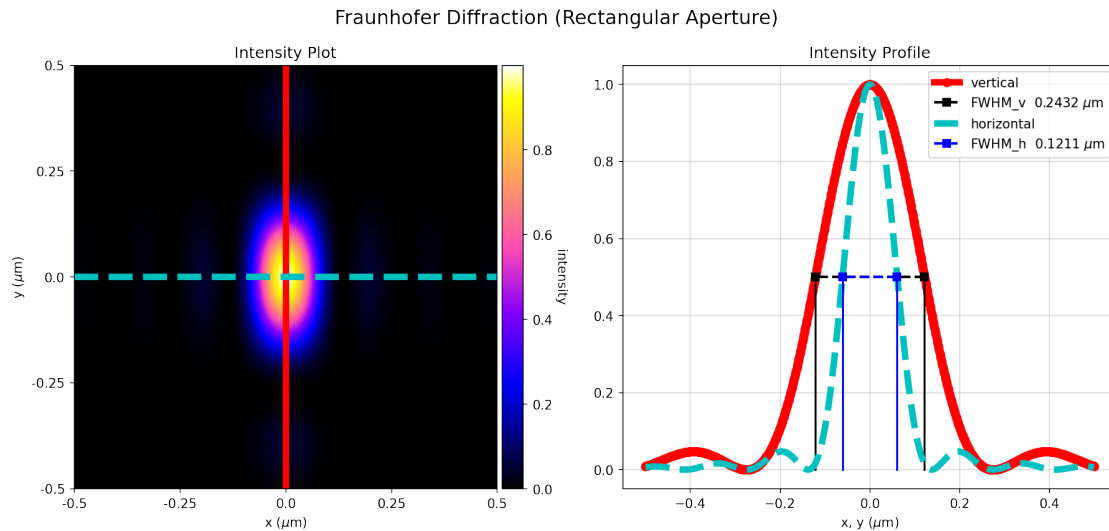 Fraunhofer Diffraction (Rectangular Aperture)
Intensity Plot
0.5
0.25
0.0
-0.25
-0.5
y (μm)
-0.5
-0.25
0.0
0.25
0.5
x (μm)
0.8
0.6
0.4
0.2
0.0
intensity
Intensity Profile
1.0
0.8
0.6
0.4
0.2
0.0
−0.4
−0.2
0.0
0.2
0.4
x, y (μm)
vertical
FWHM_v 0.2432 μm
horizontal
FWHM_h 0.1211 μm